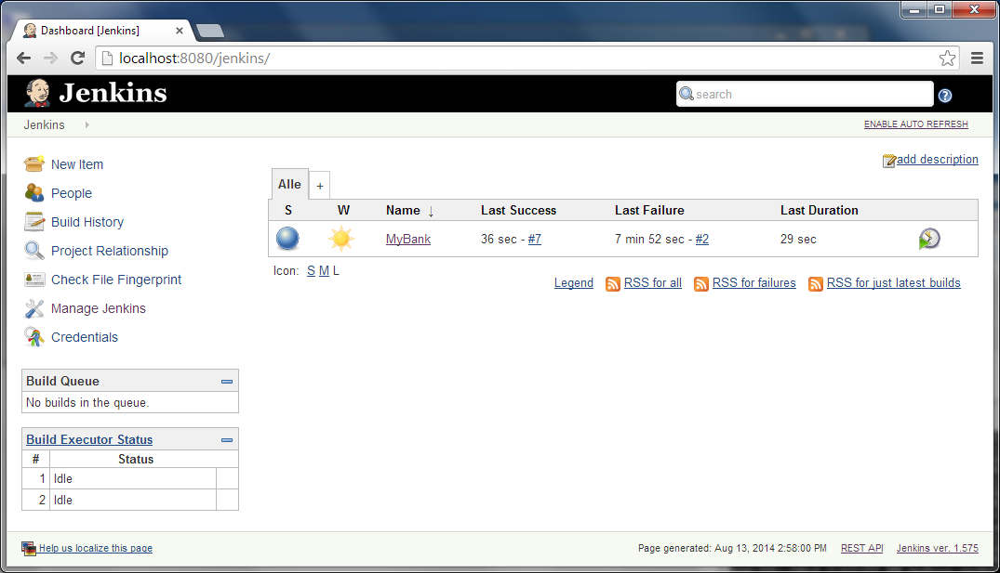 Dashboard [Jenkins]
localhost:8080/jenkins/
Jenkins
search
Jenkins
ENABLE AUTO REFRESH
New Item
People
Build History
Project Relationship
Check File Fingerprint
Manage Jenkins
Credentials
Build Queue
No builds in the queue.
Build Executor Status
# Status
1 Idle
2 Idle
add description
Alle +
S W Name ↓ Last Success Last Failure Last Duration
MyBank 36 sec - #7 7 min 52 sec - #2 29 sec
Icon: S M L
Legend RSS for all RSS for failures RSS for just latest builds
Help us localize this page
Page generated: Aug 13, 2014 2:58:00 PM REST API Jenkins ver. 1.575